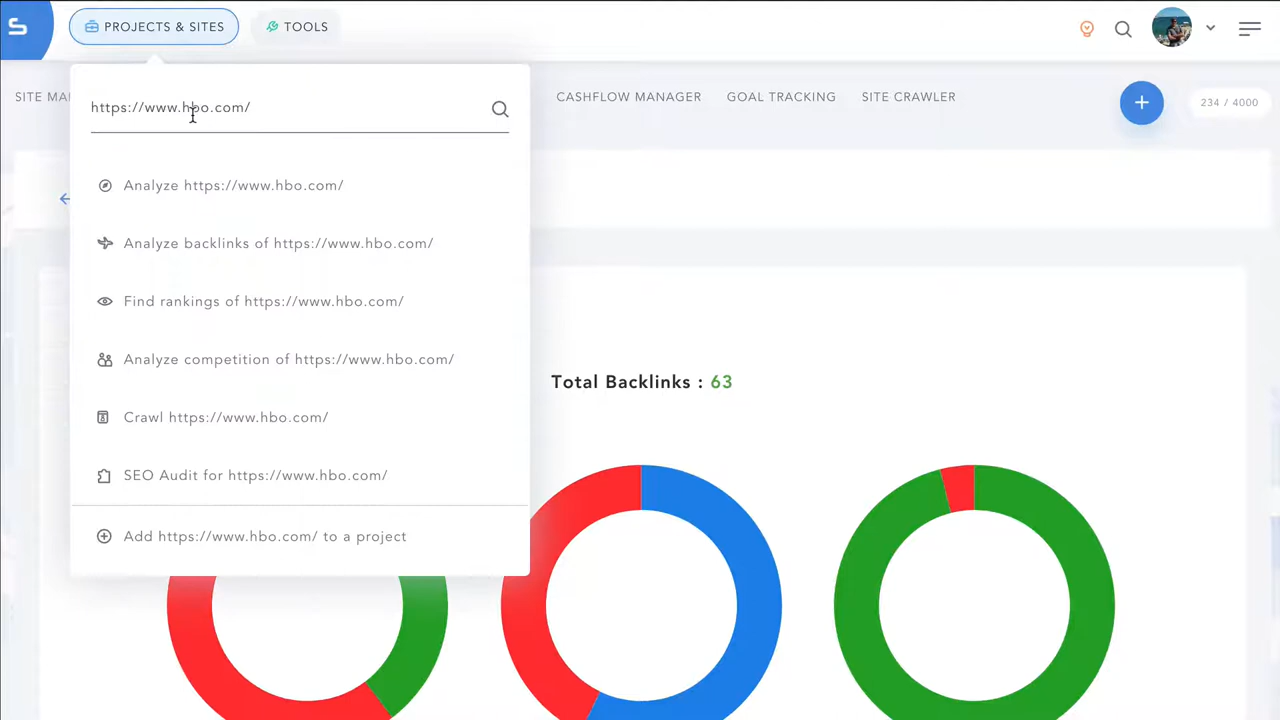 S
PROJECTS & SITES
TOOLS
https://www.hbo.com/
CASHFLOW MANAGER
GOAL TRACKING
SITE CRAWLER
234 / 4000
SITE
Analyze https://www.hbo.com/
Analyze backlinks of https://www.hbo.com/
Find rankings of https://www.hbo.com/
Analyze competition of https://www.hbo.com/
Crawl https://www.hbo.com/
SEO Audit for https://www.hbo.com/
Add https://www.hbo.com/ to a project
Total Backlinks : 63